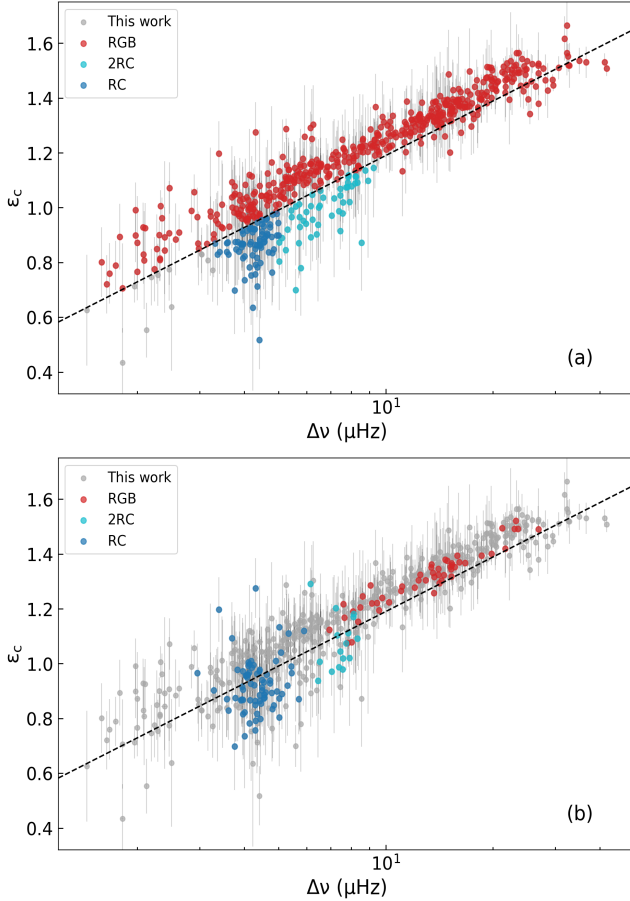 This work
RGB
2RC
RC
1.6
1.4
1.2
1.0
0.8
0.6
0.4
ε_c
(a)
10¹
Δν (μHz)
This work
RGB
2RC
RC
1.6
1.4
1.2
1.0
0.8
0.6
0.4
ε_c
(b)
10¹
Δν (μHz)